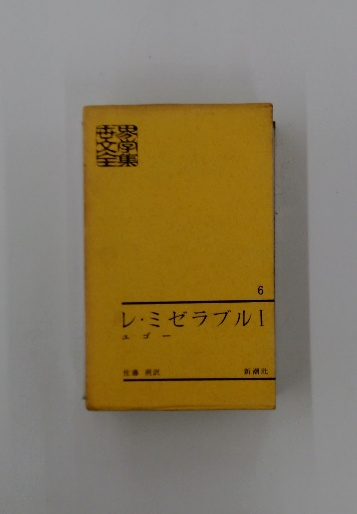 世界文学全集
6
レ・ミゼラブル I
ユゴー
佐藤 朔訳
新潮社